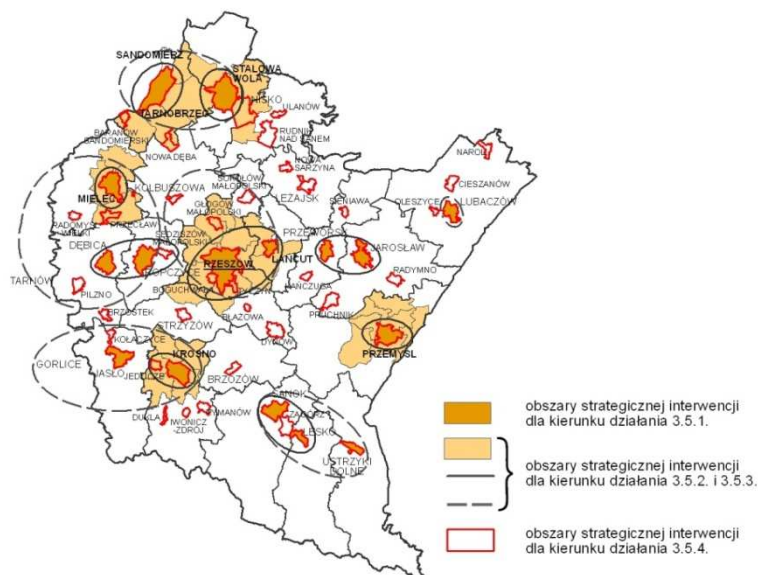 SANDOMIERZ
STALOWA
WOLA
TARNOBRZEG
NISKO
ULANÓW
BARANÓW
SANDOMIERSKI
RUDNIK
NAD SANEM
NOWA DĘBA
NOWA
SARZYNA
NAROL
CIESZANÓW
KOLBUSZOWA
SOKOŁÓW
MAŁOPOLSKI
LEŻAJSK
SIENIAWA
OLESZYCE
LUBACZÓW
MIELEC
GŁOGÓW
MAŁOPOLSKI
RADOMYŚL
WIELKI
PRZECŁAW
SĘDZISZÓW
MAŁOPOLSKI
PRZEWORSK
DĘBICA
JAROSŁAW
ROPCZYCE
RZESZÓW
ŁAŃCUT
RADYMNO
TARNÓW
PILZNO
BOGUCHWAŁA
TYCZYN
KAŃCZUGA
BRZOSTEK
STRZYŻÓW
BŁAŻOWA
PRUCHNIK
KOŁACZYCE
DYNÓW
KROSNO
PRZEMYŚL
GORLICE
JASŁO
JEDLICZE
BRZOZÓW
SANOK
ZAGÓRZ
DUKLA
IWONICZ
-ZDRÓJ
RYMANÓW
LESKO
USTRZYKI
DOLNE
obszary strategicznej interwencji
dla kierunku działania 3.5.1.
obszary strategicznej interwencji
dla kierunku działania 3.5.2. i 3.5.3.
obszary strategicznej interwencji
dla kierunku działania 3.5.4.